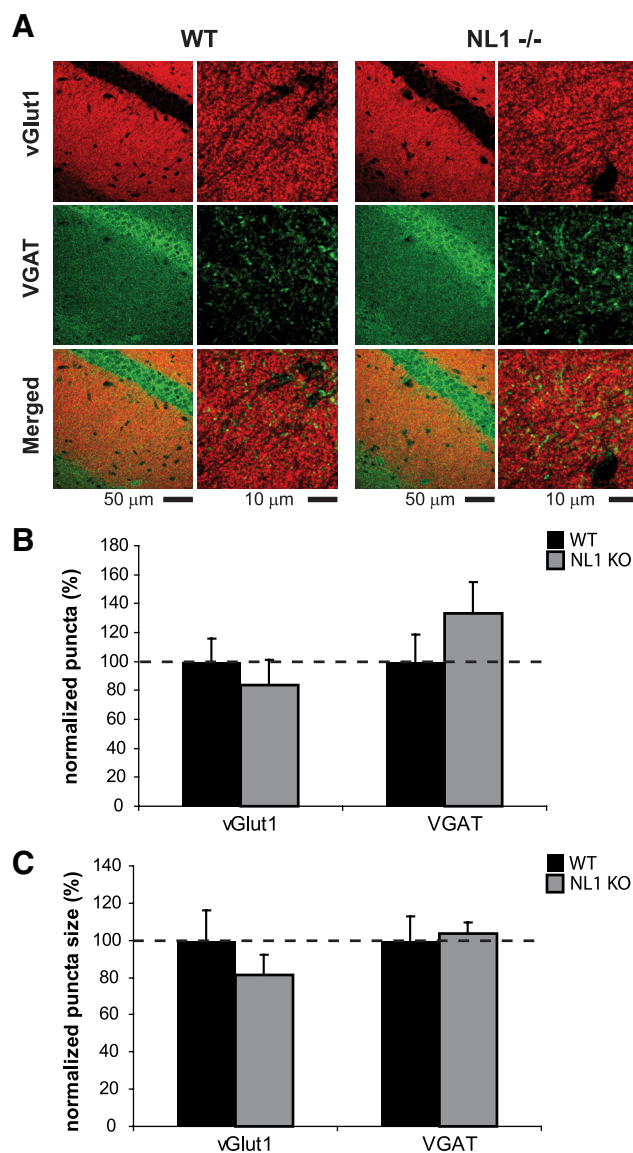 A
WT NL1 -/-
vGlut1
VGAT
Merged
50 μm 10 μm 50 μm 10 μm
B
WT
NL1 KO
normalized puncta (%)
180
160
140
120
100
80
60
40
20
0
vGlut1 VGAT
C
WT
NL1 KO
normalized puncta size (%)
140
120
100
80
60
40
20
0
vGlut1 VGAT